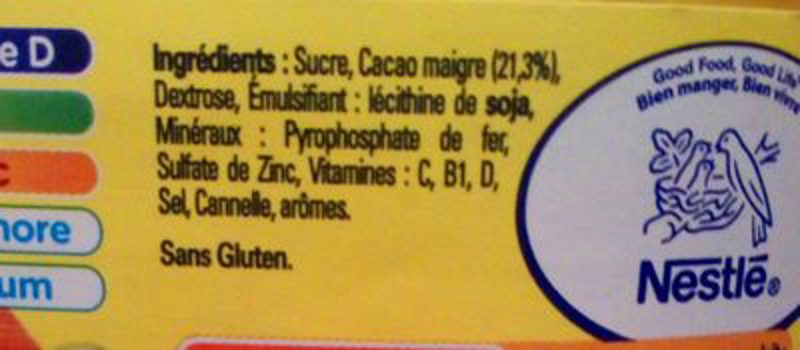 e D
c
hore
um
Ingrédients : Sucre, Cacao maigre (21,3%),
Dextrose, Émulsifiant : lécithine de soja,
Minéraux : Pyrophosphate de fer,
Sulfate de Zinc, Vitamines : C, B1, D,
Sel, Cannelle, arômes.
Sans Gluten.
Good Food, Good Life
Bien manger, Bien vivre
Nestlé®